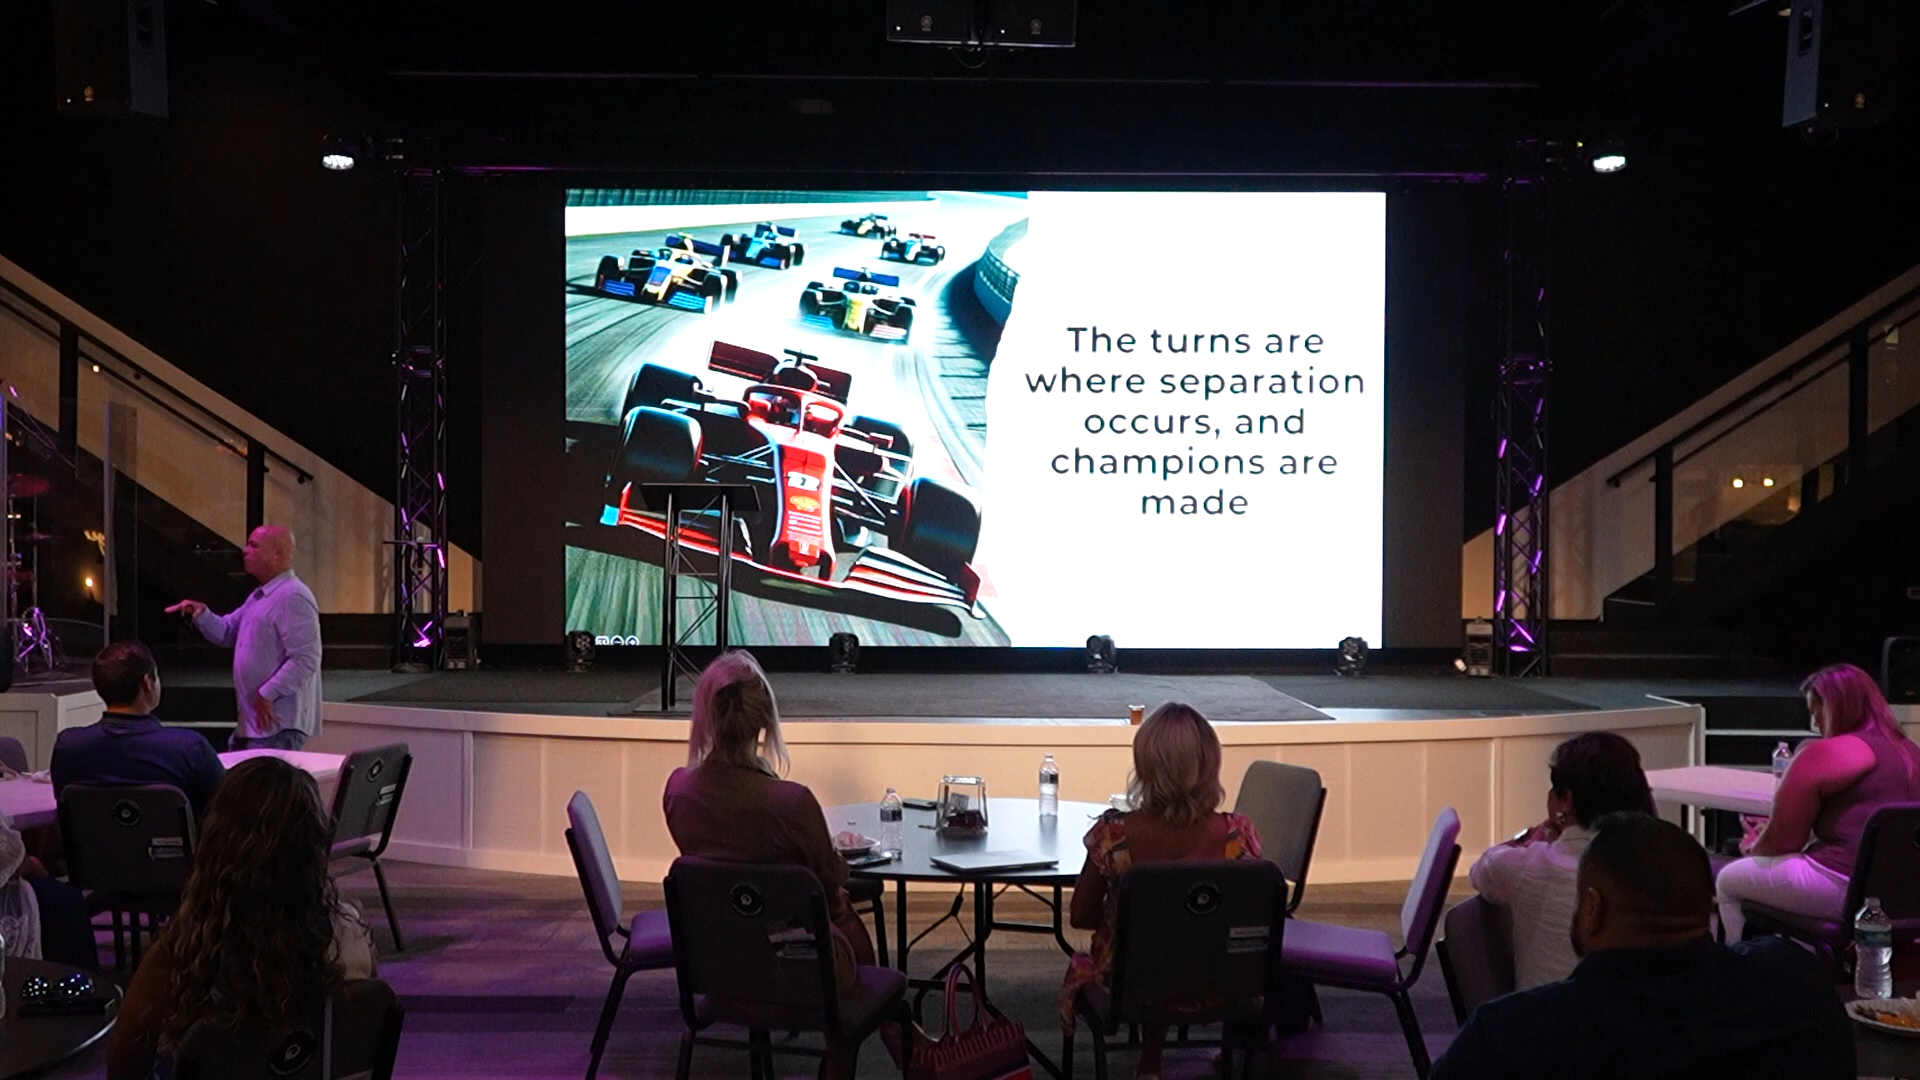 The turns are
where separation
occurs, and
champions are
made